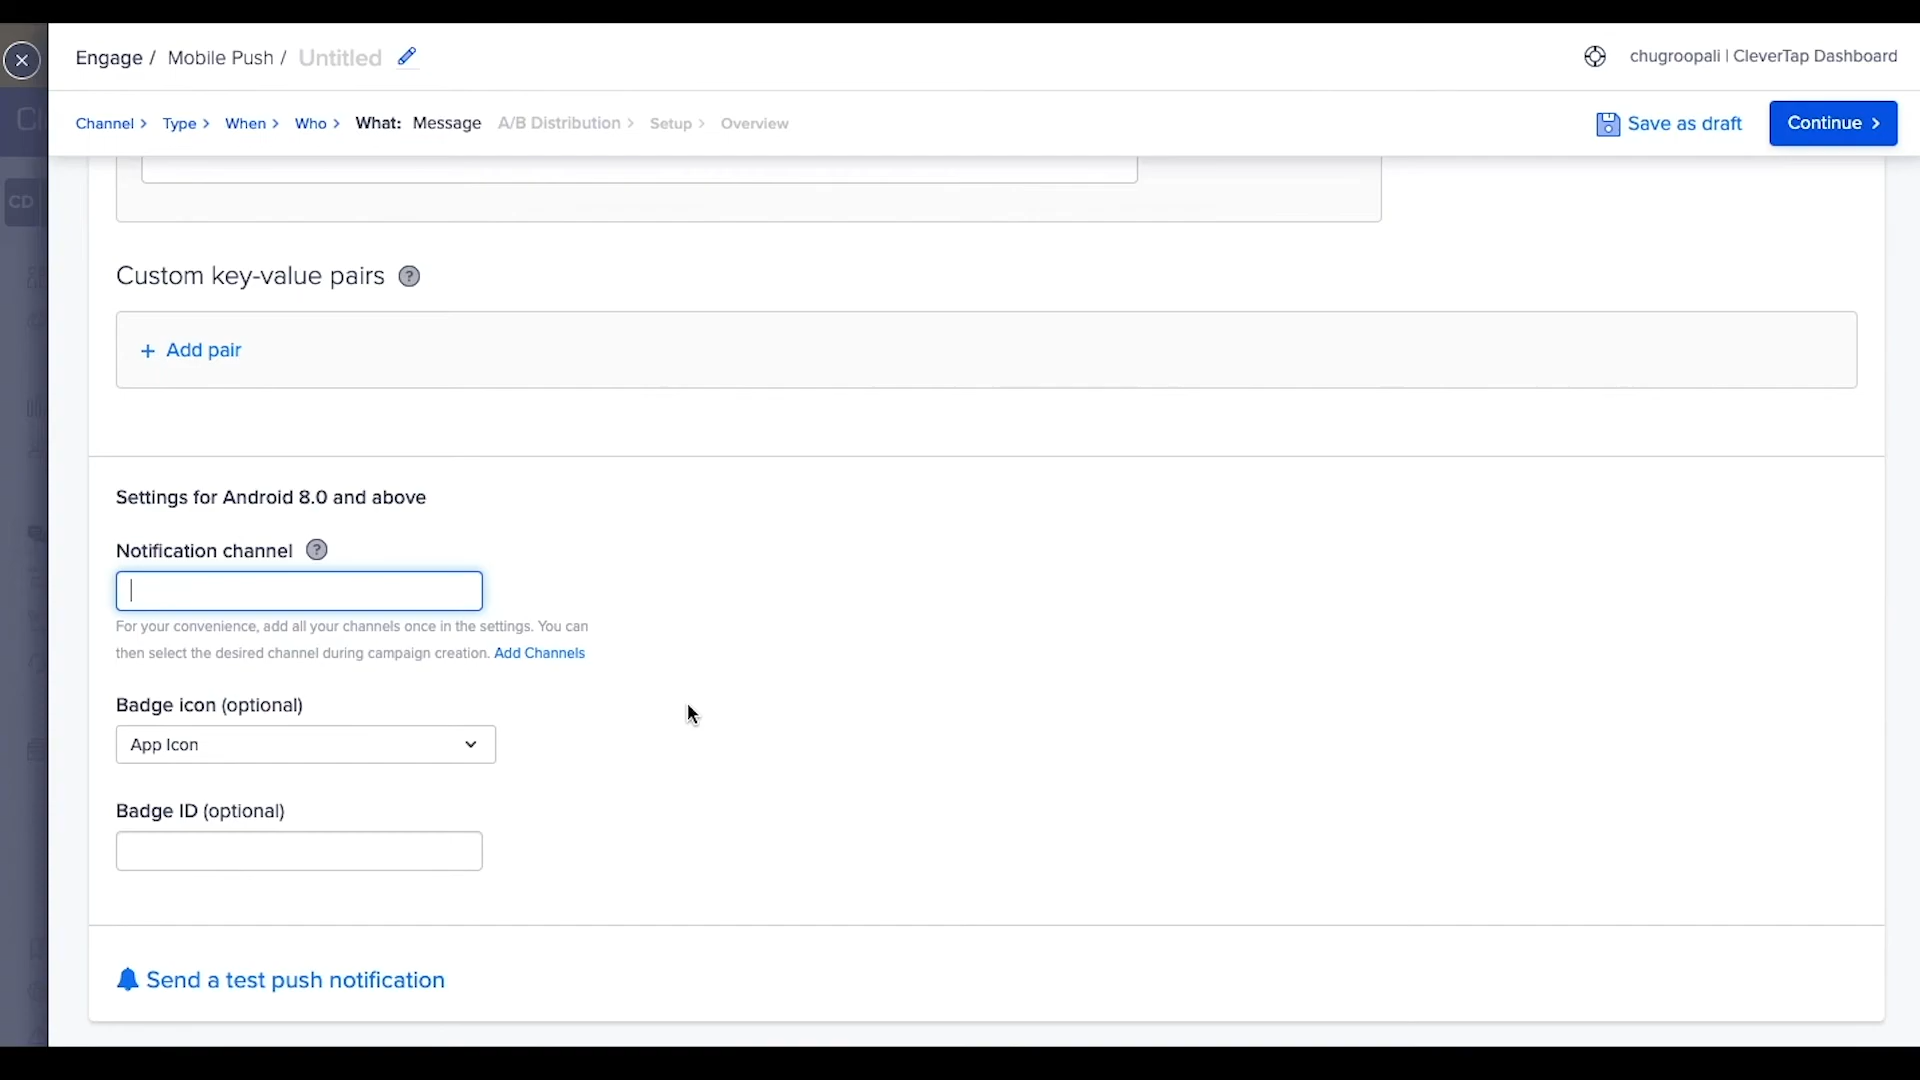 Engage / Mobile Push / Untitled
chugroopali | CleverTap Dashboard
Channel > Type > When > Who > What: Message A/B Distribution > Setup > Overview
Save as draft
Continue >
CD
Custom key-value pairs ?
+ Add pair
Settings for Android 8.0 and above
Notification channel ?
For your convenience, add all your channels once in the settings. You can
then select the desired channel during campaign creation. Add Channels
Badge icon (optional)
App Icon
Badge ID (optional)
Send a test push notification